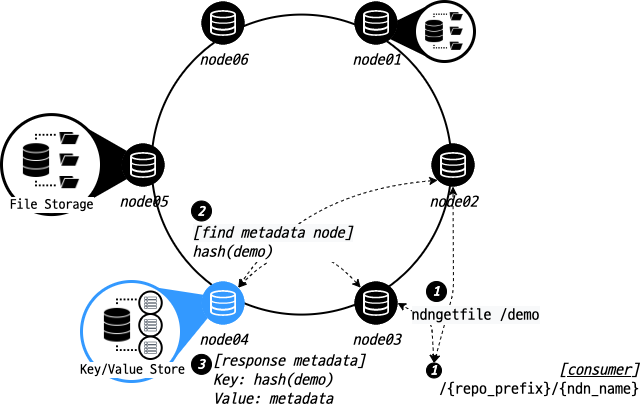 node06
node01
File Storage
node05
node02
2
[find metadata node]
hash(demo)
1
ndngetfile /demo
node04
node03
Key/Value Store
3
[response metadata]
Key: hash(demo)
Value: metadata
1
[consumer]
/{repo_prefix}/{ndn_name}